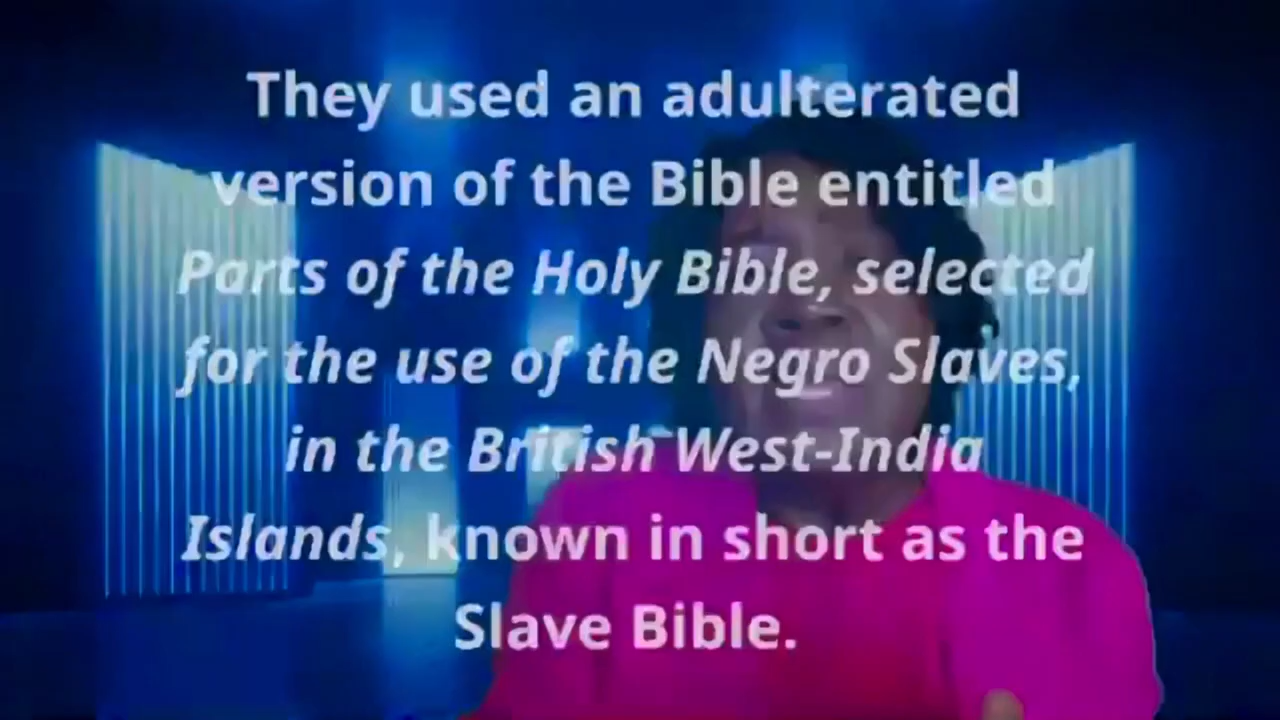 They used an adulterated
version of the Bible entitled
Parts of the Holy Bible, selected
for the use of the Negro Slaves,
in the British West-India
Islands, known in short as the
Slave Bible.